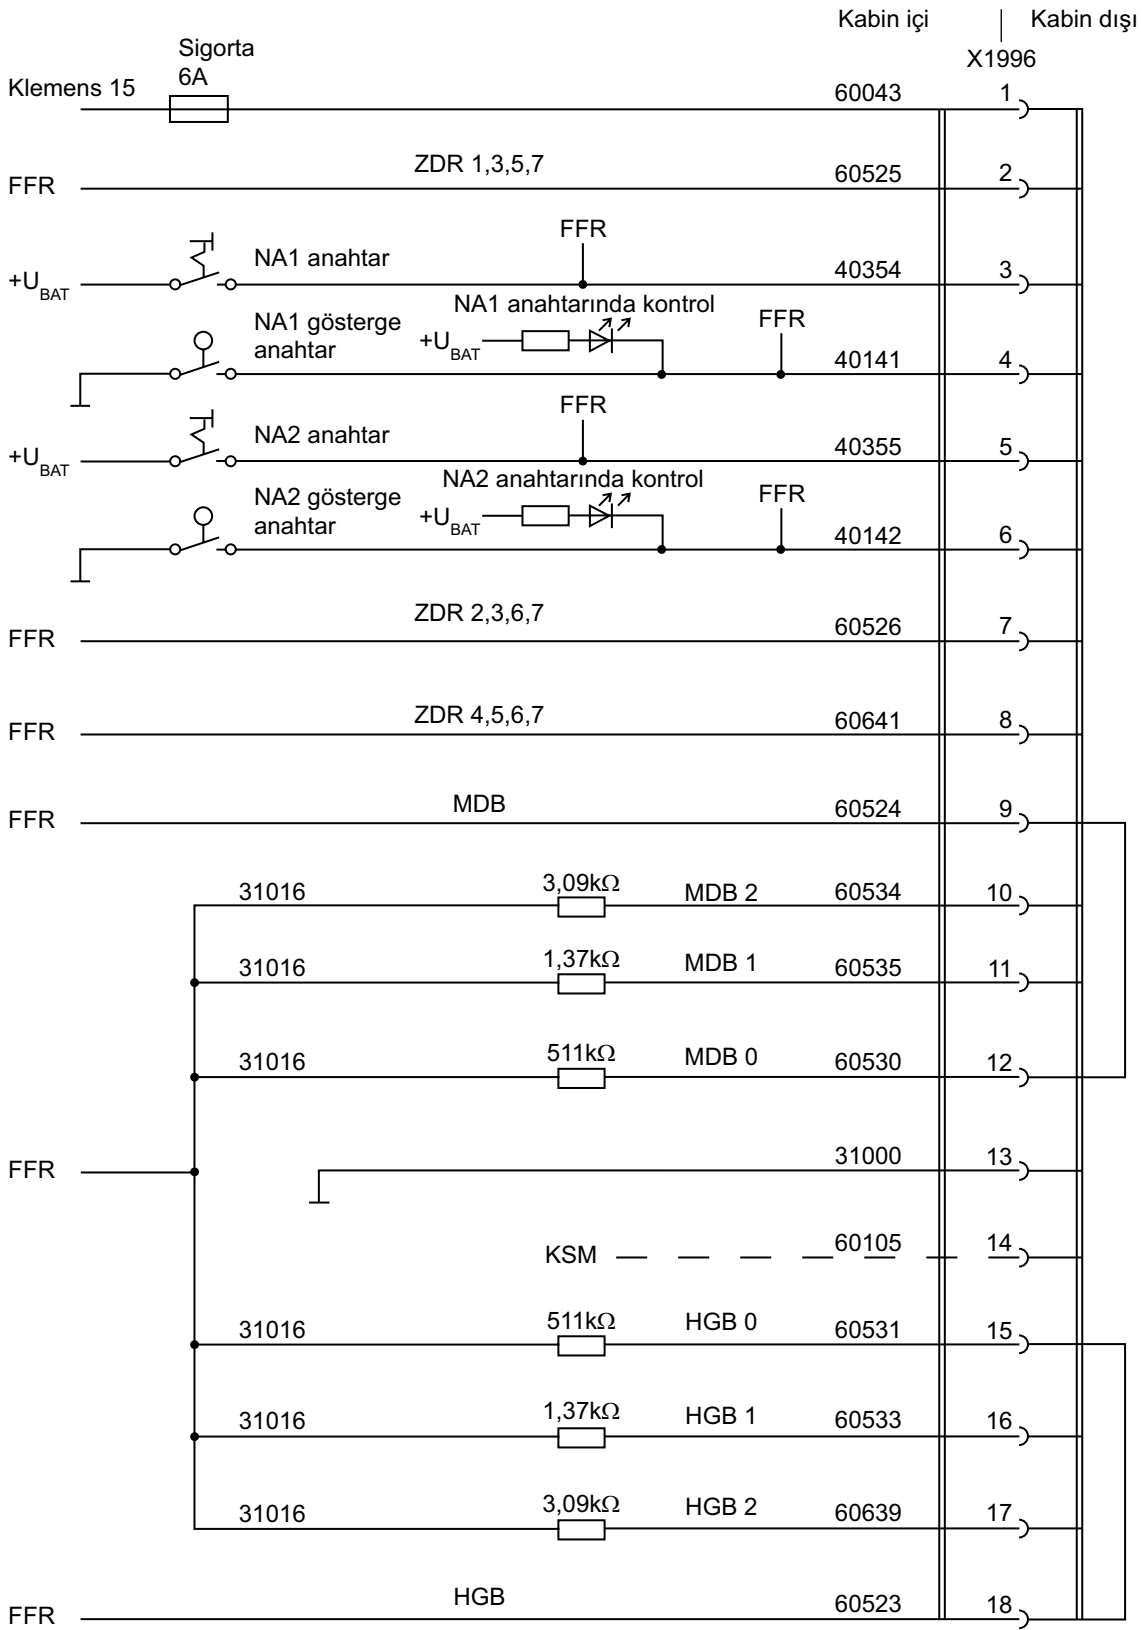 Kabin içi
Kabin dışı
X1996
Sigorta
6A
Klemens 15
60043
1
FFR
ZDR 1,3,5,7
60525
2
FFR
+UBAT
NA1 anahtar
40354
3
NA1 anahtarında kontrol
NA1 gösterge
anahtar
+UBAT
FFR
40141
4
FFR
+UBAT
NA2 anahtar
40355
5
NA2 anahtarında kontrol
NA2 gösterge
anahtar
+UBAT
FFR
40142
6
FFR
ZDR 2,3,6,7
60526
7
FFR
ZDR 4,5,6,7
60641
8
FFR
MDB
60524
9
31016
3,09kΩ
MDB 2
60534
10
31016
1,37kΩ
MDB 1
60535
11
31016
511kΩ
MDB 0
60530
12
FFR
31000
13
KSM
60105
14
31016
511kΩ
HGB 0
60531
15
31016
1,37kΩ
HGB 1
60533
16
31016
3,09kΩ
HGB 2
60639
17
FFR
HGB
60523
18